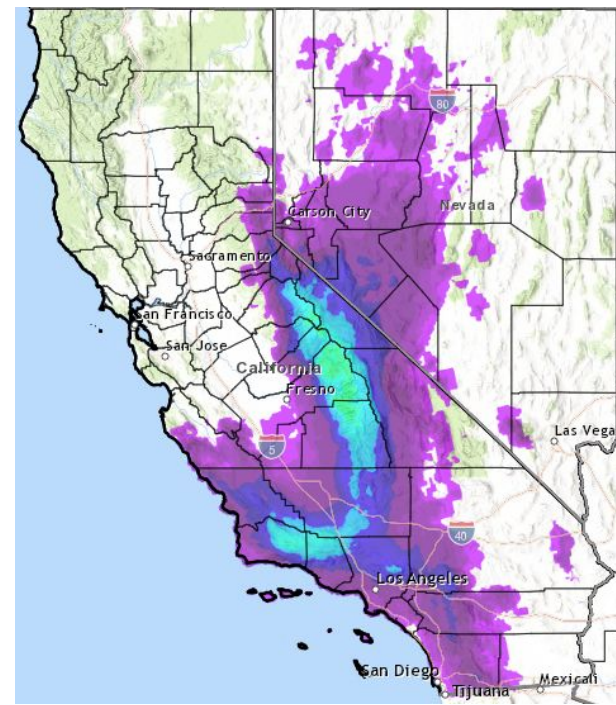 80
Carson City
Nevada
Sacramento
San Francisco
San Jose
California
Fresno
5
Las Vega
40
Los Angeles
San Diego
Mexicali
Tijuana